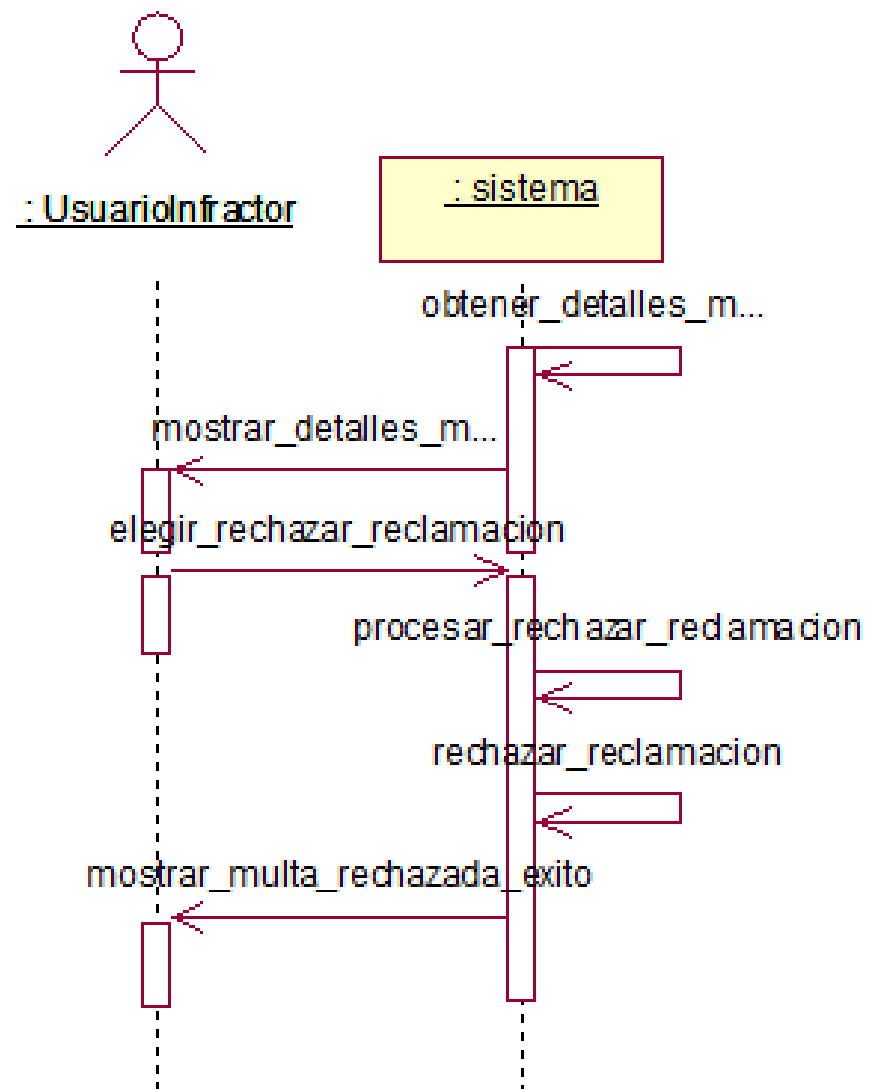 : UsuarioInfractor
: sistema
obtener_detalles_m...
mostrar_detalles_m...
elegir_rechazar_reclamacion
procesar_rechazar_reclamacion
rechazar_reclamacion
mostrar_multa_rechazada_exito